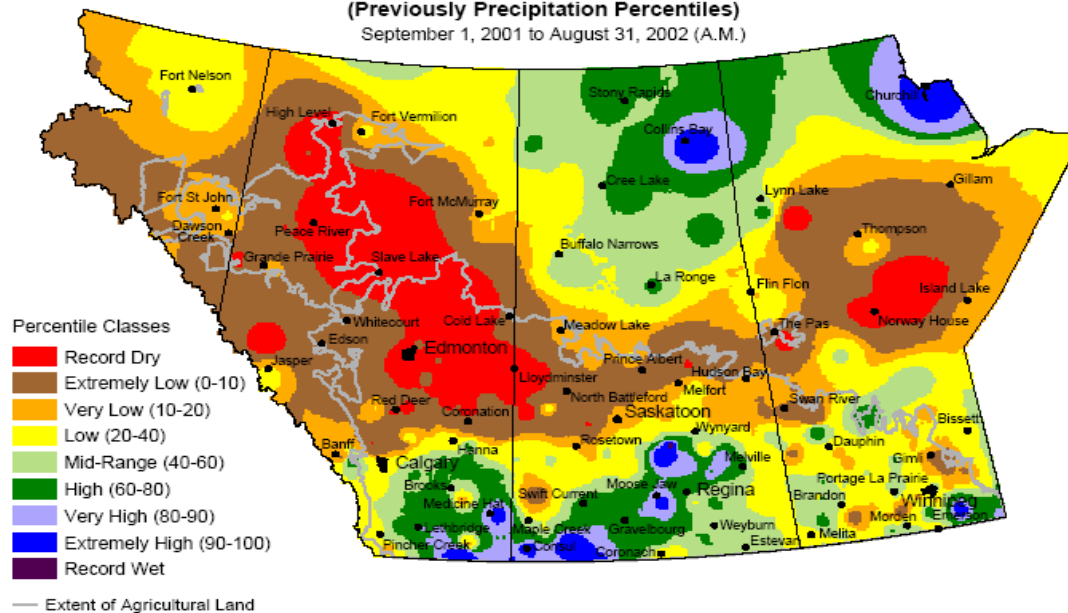 (Previously Precipitation Percentiles)
September 1, 2001 to August 31, 2002 (A.M.)
Fort Nelson
High Level
Fort Vermilion
Stony Rapids
Collins Bay
Churchill
Fort St John
Dawson
Creek
Peace River
Fort McMurray
Cree Lake
Lynn Lake
Gillam
Grande Prairie
Slave Lake
Buffalo Narrows
Thompson
La Ronge
Flin Flon
Island Lake
Whitecourt
Cold Lake
Meadow Lake
The Pas
Norway House
Edson
Edmonton
Jasper
Lloydminster
Prince Albert
Hudson Bay
North Battleford
Melfort
Swan River
Red Deer
Coronation
Saskatoon
Banff
Hanna
Rosetown
Wynyard
Dauphin
Bissett
Calgary
Melville
Gimli
Brooks
Medicine Hat
Swift Current
Moose Jaw
Regina
Brandon
Portage La Prairie
Winnipeg
Lethbridge
Maple Creek
Gravelbourg
Weyburn
Morden
Emerson
Pincher Creek
Consul
Coronach
Estevan
Melita
Percentile Classes
Record Dry
Extremely Low (0-10)
Very Low (10-20)
Low (20-40)
Mid-Range (40-60)
High (60-80)
Very High (80-90)
Extremely High (90-100)
Record Wet
Extent of Agricultural Land